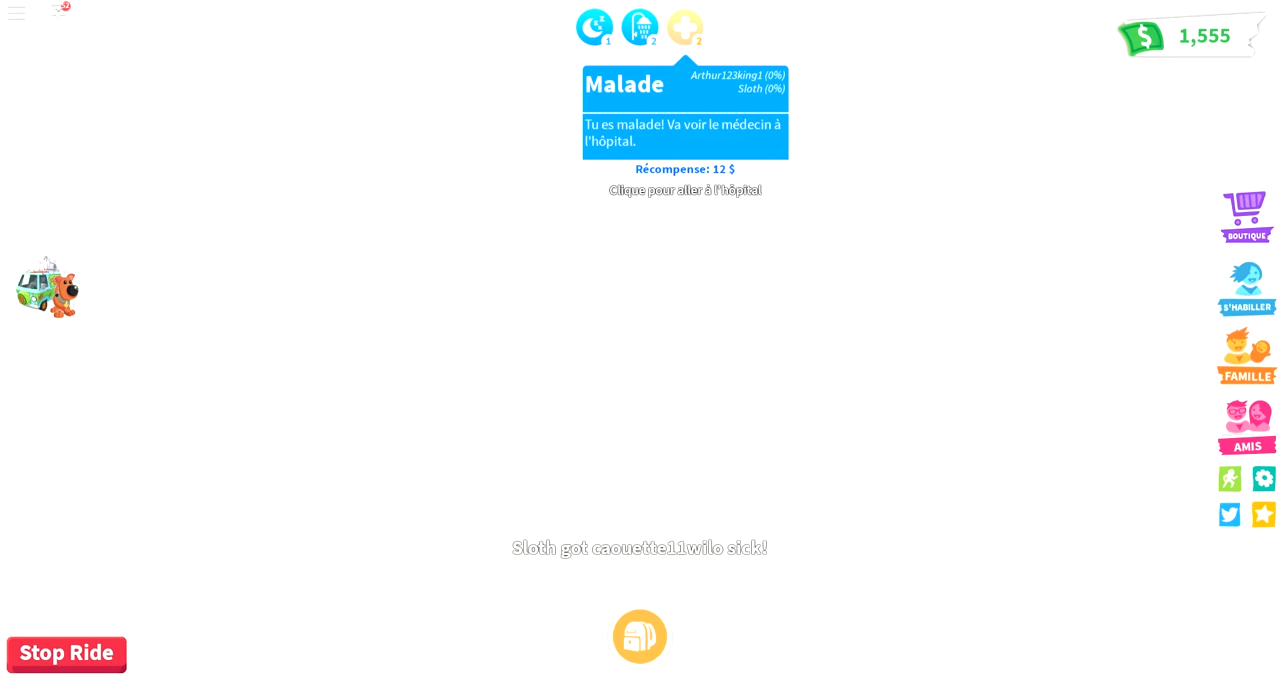 52
1,555
1
2
2
Malade
Arthur123king1 (0%)
Sloth (0%)
Tu es malade! Va voir le médecin à
l'hôpital.
Récompense: 12 $
Clique pour aller à l'hôpital
BOUTIQUE
S'HABILLER
FAMILLE
AMIS
Sloth got caouette11wilo sick!
Stop Ride